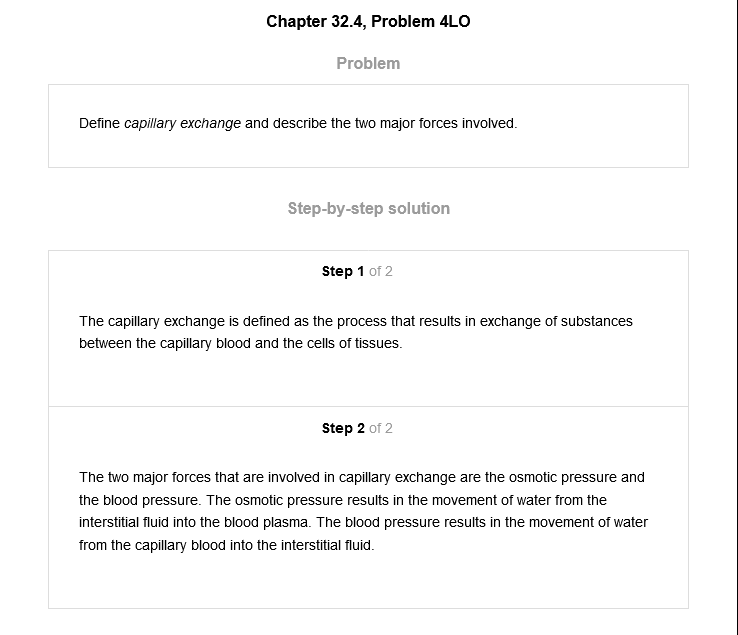 Chapter 32.4, Problem 4LO
Problem
Define capillary exchange and describe the two major forces involved.
Step-by-step solution
Step 1 of 2
The capillary exchange is defined as the process that results in exchange of substances
between the capillary blood and the cells of tissues.
Step 2 of 2
The two major forces that are involved in capillary exchange are the osmotic pressure and
the blood pressure. The osmotic pressure results in the movement of water from the
interstitial fluid into the blood plasma. The blood pressure results in the movement of water
from the capillary blood into the interstitial fluid.